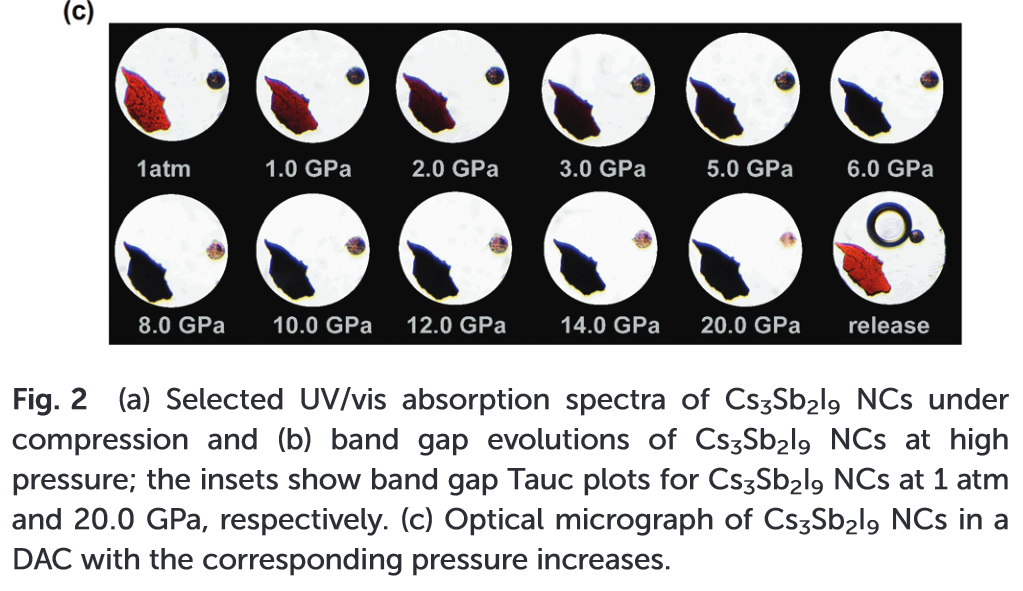 (c)
1atm 1.0 GPa 2.0 GPa 3.0 GPa 5.0 GPa 6.0 GPa
8.0 GPa 10.0 GPa 12.0 GPa 14.0 GPa 20.0 GPa release
Fig. 2 (a) Selected UV/vis absorption spectra of Cs₃Sb₂I₉ NCs under
compression and (b) band gap evolutions of Cs₃Sb₂I₉ NCs at high
pressure; the insets show band gap Tauc plots for Cs₃Sb₂I₉ NCs at 1 atm
and 20.0 GPa, respectively. (c) Optical micrograph of Cs₃Sb₂I₉ NCs in a
DAC with the corresponding pressure increases.